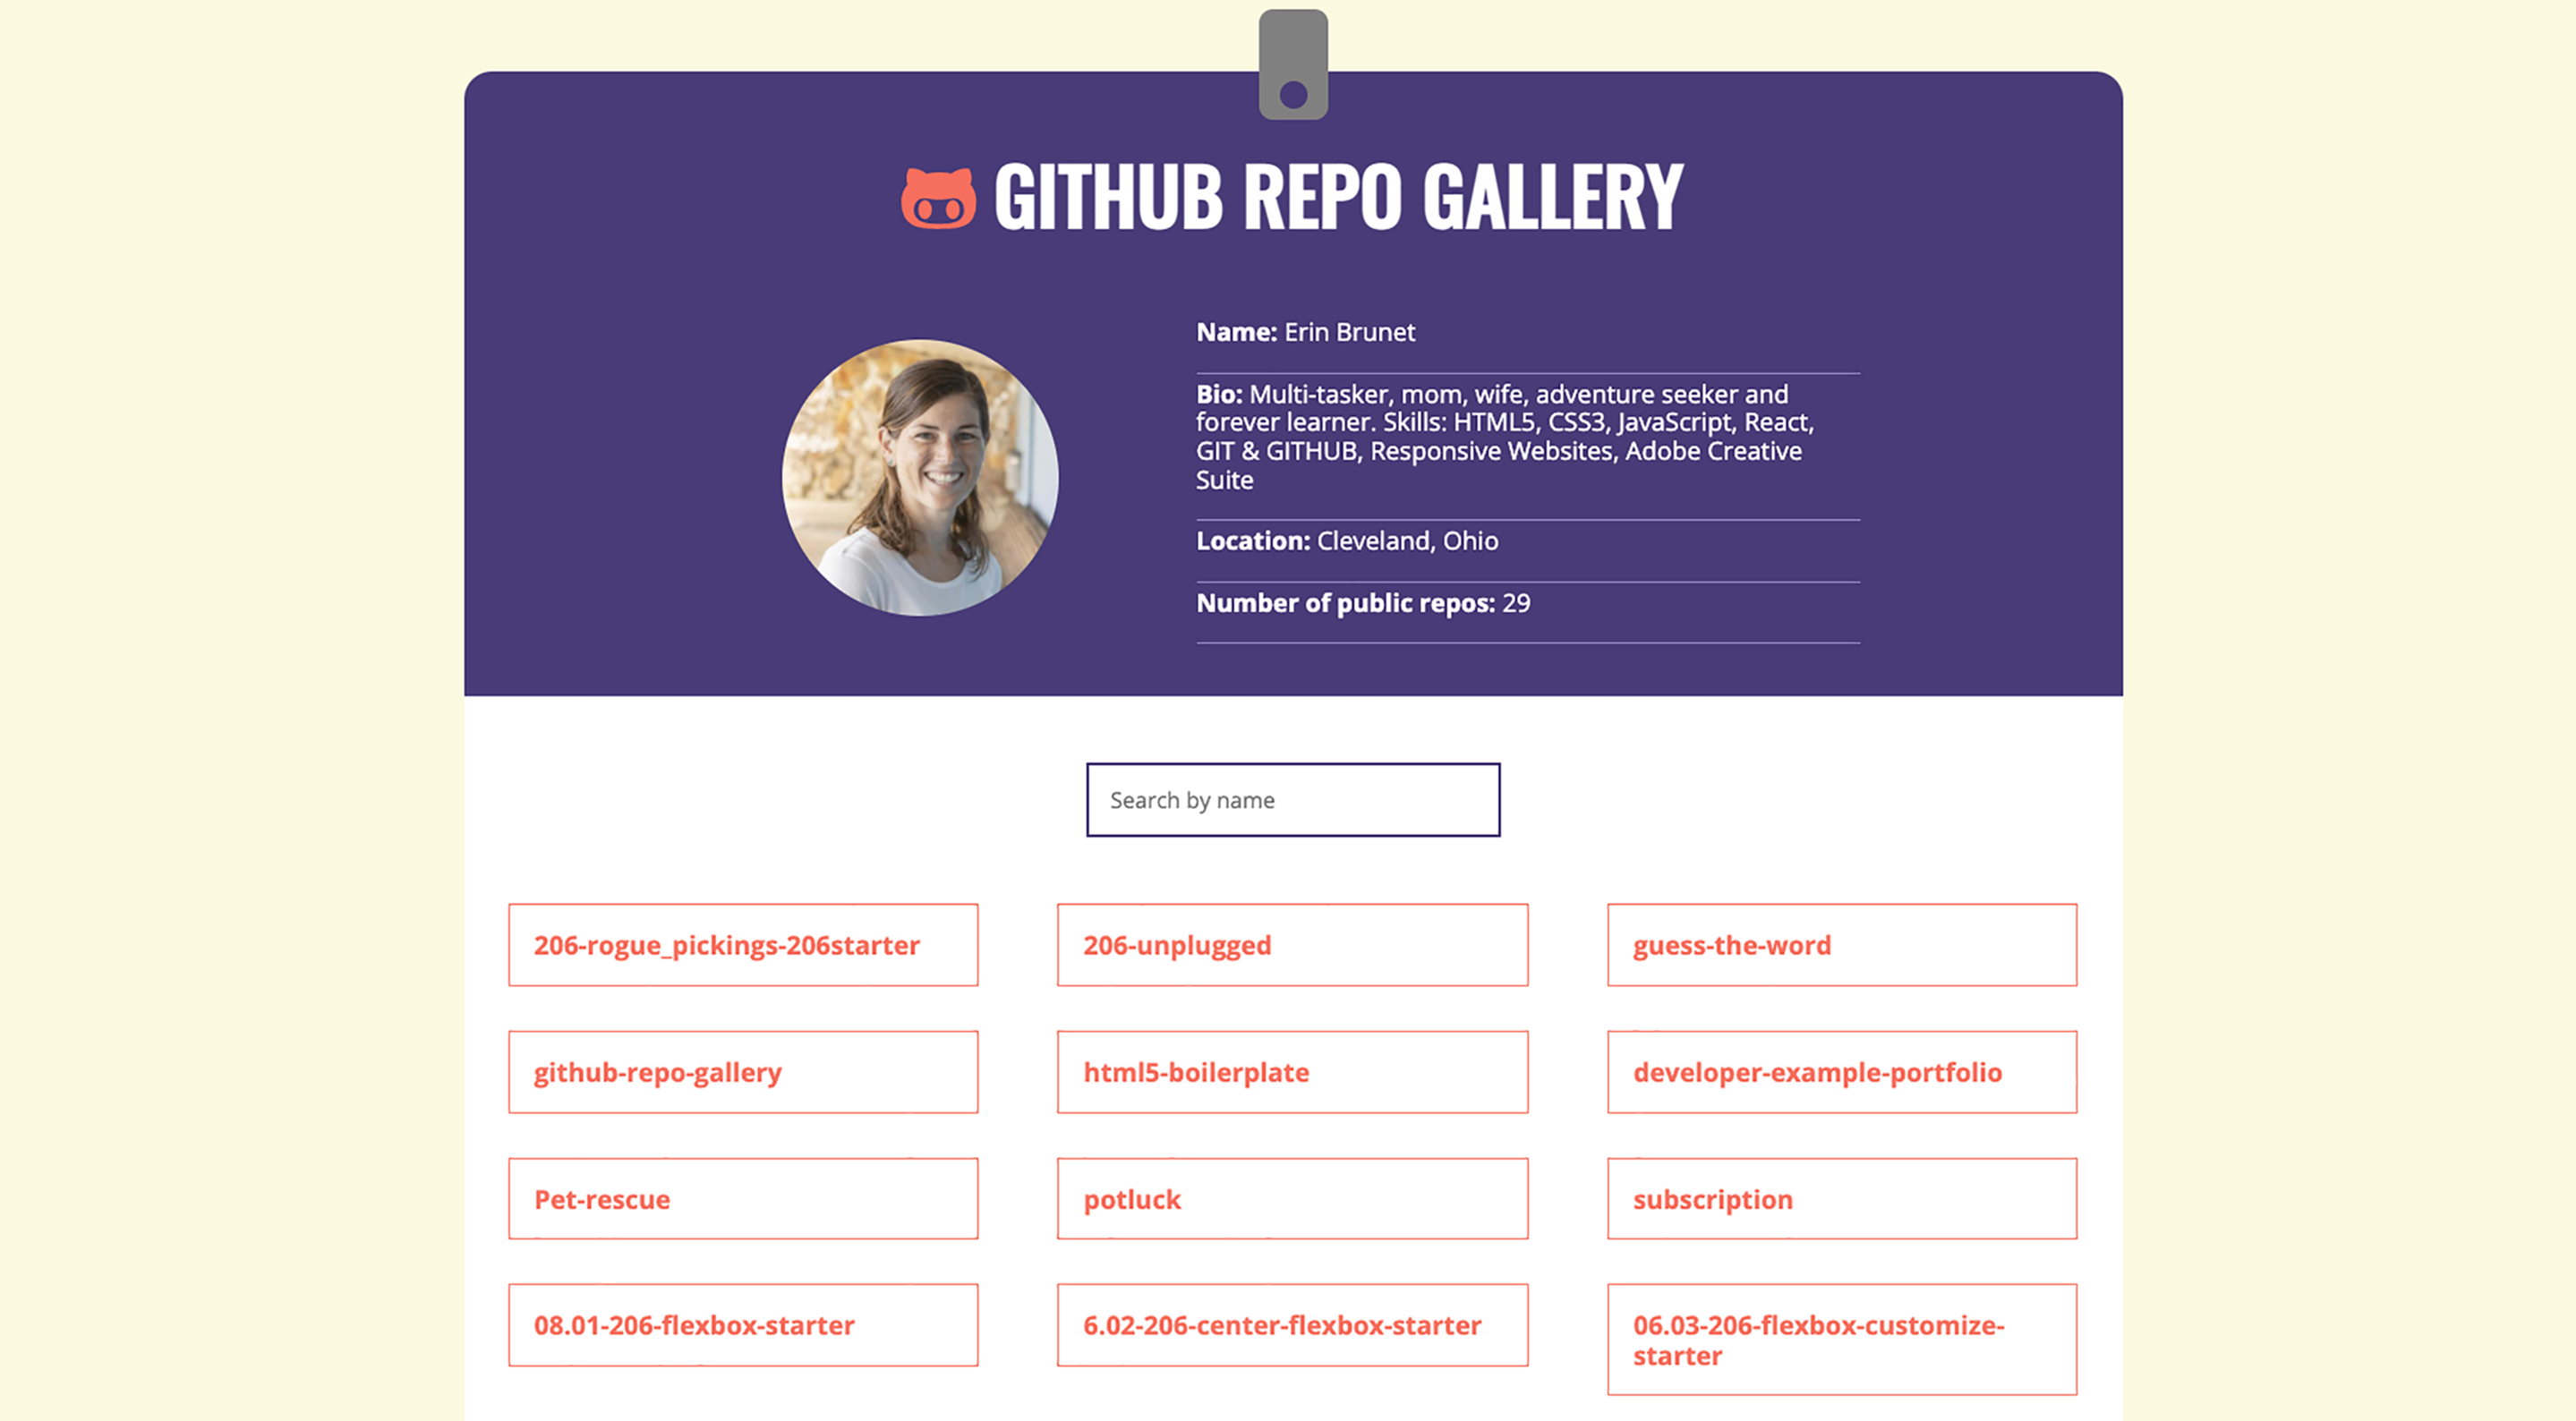 GITHUB REPO GALLERY
Name: Erin Brunet
Bio: Multi-tasker, mom, wife, adventure seeker and
forever learner. Skills: HTML5, CSS3, JavaScript, React,
GIT & GITHUB, Responsive Websites, Adobe Creative
Suite
Location: Cleveland, Ohio
Number of public repos: 29
Search by name
206-rogue_pickings-206starter
206-unplugged
guess-the-word
github-repo-gallery
html5-boilerplate
developer-example-portfolio
Pet-rescue
potluck
subscription
08.01-206-flexbox-starter
6.02-206-center-flexbox-starter
06.03-206-flexbox-customize-
starter